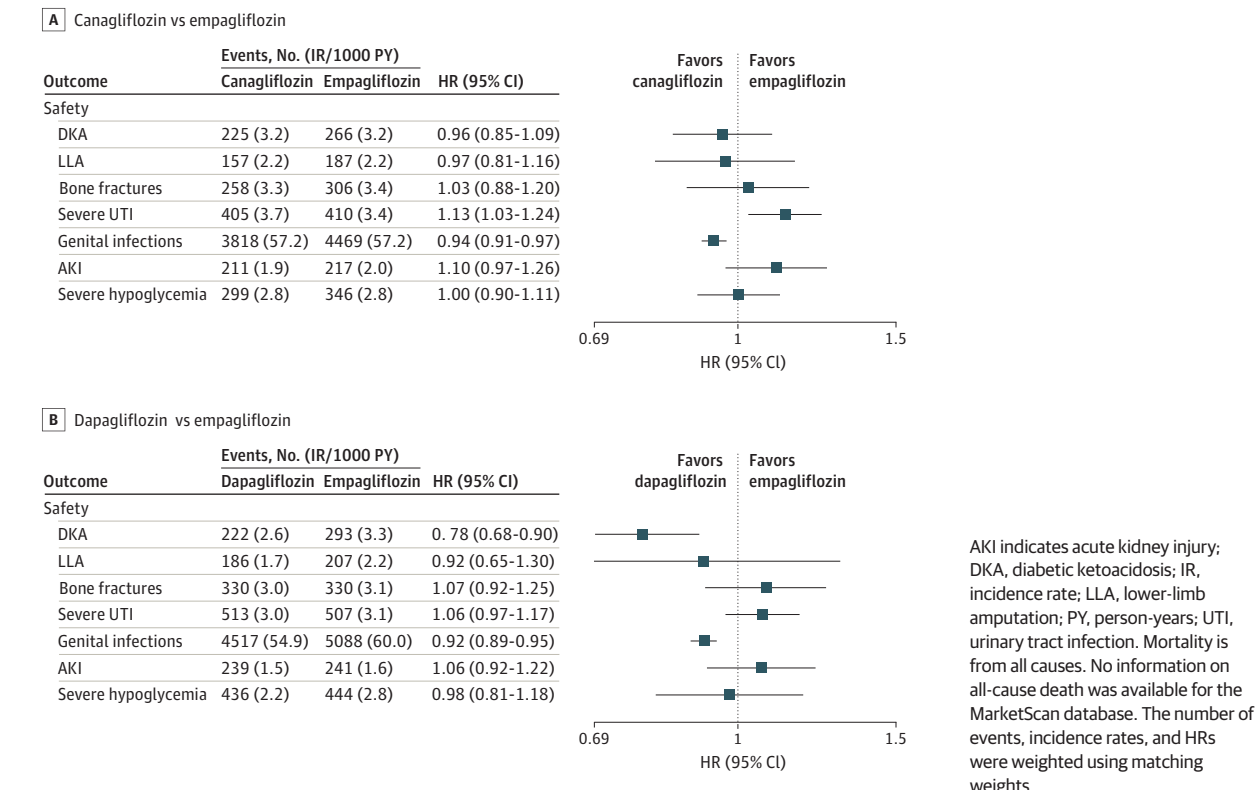 A Canagliflozin vs empagliflozin
Events, No. (IR/1000 PY)
Outcome Canagliflozin Empagliflozin HR (95% CI)
Safety
DKA 225 (3.2) 266 (3.2) 0.96 (0.85-1.09)
LLA 157 (2.2) 187 (2.2) 0.97 (0.81-1.16)
Bone fractures 258 (3.3) 306 (3.4) 1.03 (0.88-1.20)
Severe UTI 405 (3.7) 410 (3.4) 1.13 (1.03-1.24)
Genital infections 3818 (57.2) 4469 (57.2) 0.94 (0.91-0.97)
AKI 211 (1.9) 217 (2.0) 1.10 (0.97-1.26)
Severe hypoglycemia 299 (2.8) 346 (2.8) 1.00 (0.90-1.11)
Favors Favors
canagliflozin empagliflozin
0.69 1 1.5
HR (95% Cl)
B Dapagliflozin vs empagliflozin
Events, No. (IR/1000 PY)
Outcome Dapagliflozin Empagliflozin HR (95% CI)
Safety
DKA 222 (2.6) 293 (3.3) 0. 78 (0.68-0.90)
LLA 186 (1.7) 207 (2.2) 0.92 (0.65-1.30)
Bone fractures 330 (3.0) 330 (3.1) 1.07 (0.92-1.25)
Severe UTI 513 (3.0) 507 (3.1) 1.06 (0.97-1.17)
Genital infections 4517 (54.9) 5088 (60.0) 0.92 (0.89-0.95)
AKI 239 (1.5) 241 (1.6) 1.06 (0.92-1.22)
Severe hypoglycemia 436 (2.2) 444 (2.8) 0.98 (0.81-1.18)
Favors Favors
dapagliflozin empagliflozin
0.69 1 1.5
HR (95% Cl)
AKI indicates acute kidney injury;
DKA, diabetic ketoacidosis; IR,
incidence rate; LLA, lower-limb
amputation; PY, person-years; UTI,
urinary tract infection. Mortality is
from all causes. No information on
all-cause death was available for the
MarketScan database. The number of
events, incidence rates, and HRs
were weighted using matching
weights